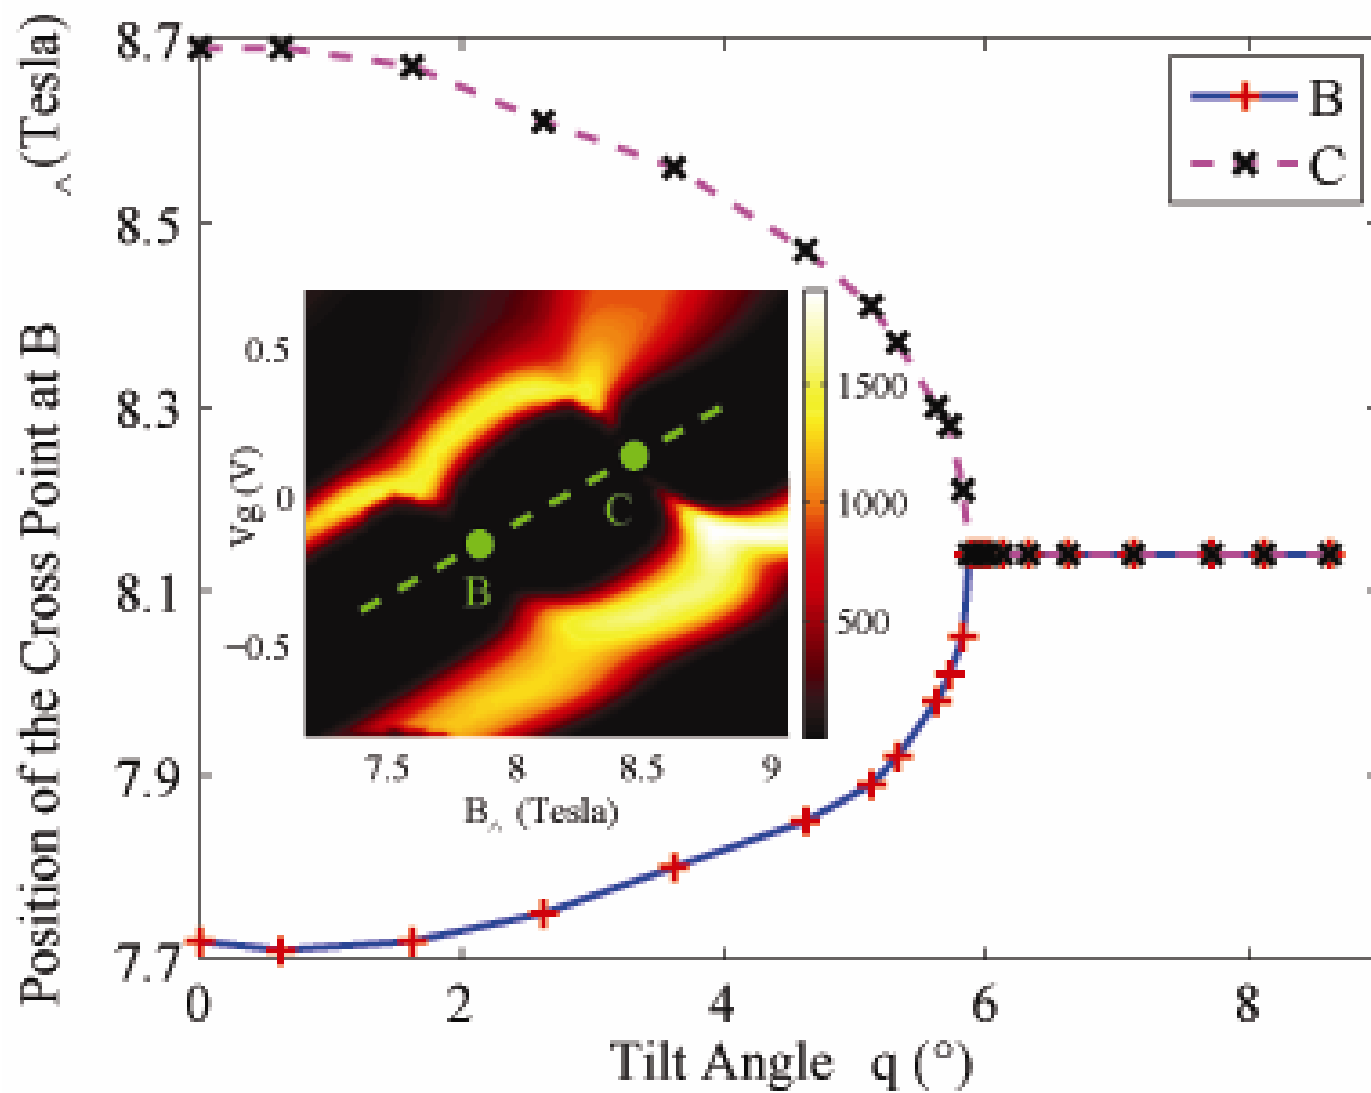 Position of the Cross Point at B^ (Tesla)
8.7
8.5
8.3
8.1
7.9
7.7
0 2 4 6 8
Tilt Angle q (°)
B
C
Vg (V)
0.5
0
−0.5
7.5 8 8.5 9
B^ (Tesla)
B
C
1500
1000
500